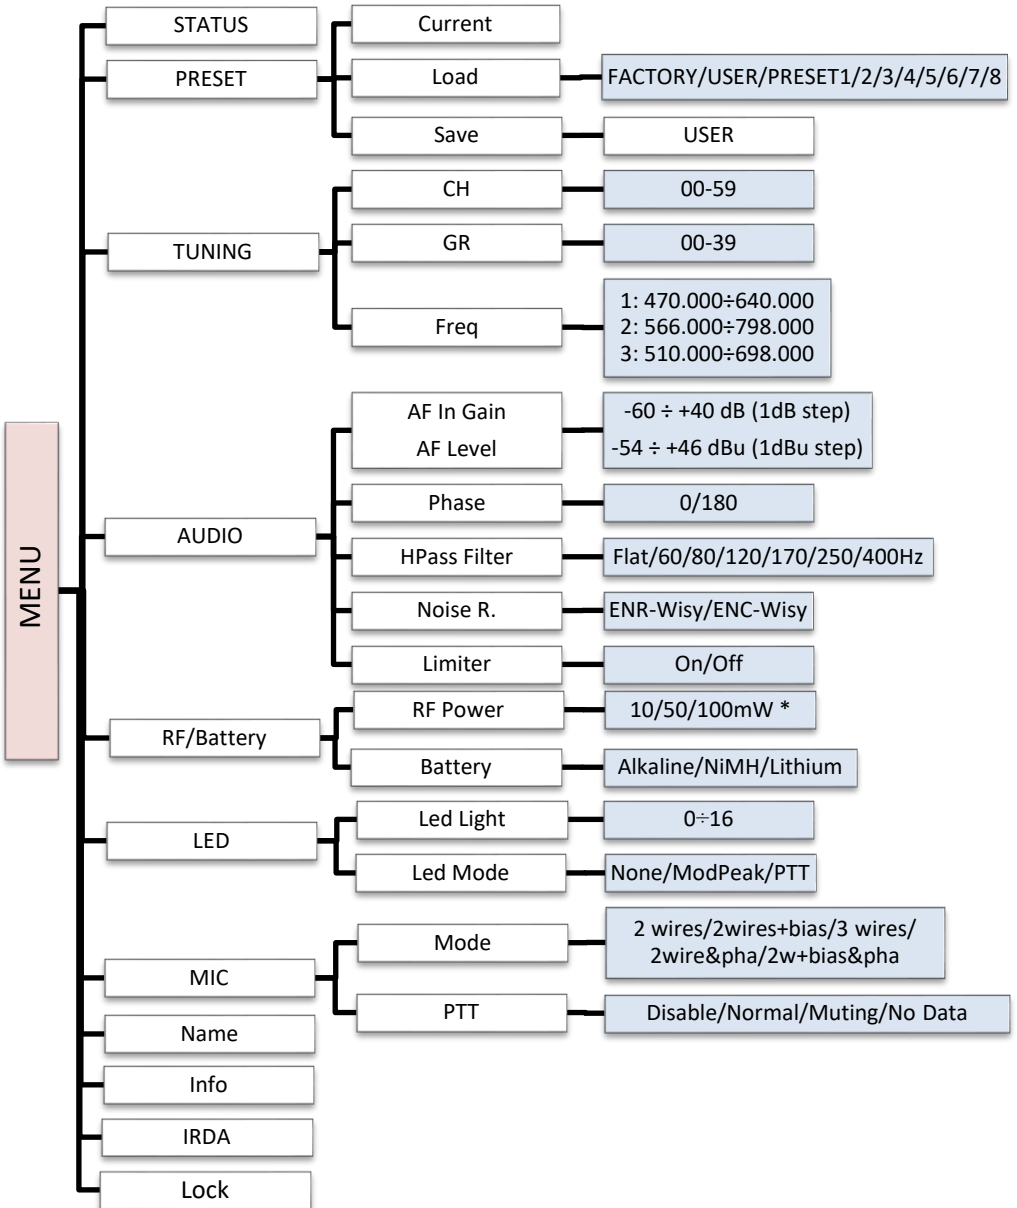 MENU
STATUS
PRESET
Current
Load
FACTORY/USER/PRESET1/2/3/4/5/6/7/8
Save
USER
TUNING
CH
00-59
GR
00-39
Freq
1: 470.000÷640.000
2: 566.000÷798.000
3: 510.000÷698.000
AUDIO
AF In Gain
AF Level
-60 ÷ +40 dB (1dB step)
-54 ÷ +46 dBu (1dBu step)
Phase
0/180
HPass Filter
Flat/60/80/120/170/250/400Hz
Noise R.
ENR-Wisy/ENC-Wisy
Limiter
On/Off
RF/Battery
RF Power
10/50/100mW *
Battery
Alkaline/NiMH/Lithium
LED
Led Light
0÷16
Led Mode
None/ModPeak/PTT
MIC
Mode
2 wires/2wires+bias/3 wires/
2wire&pha/2w+bias&pha
PTT
Disable/Normal/Muting/No Data
Name
Info
IRDA
Lock